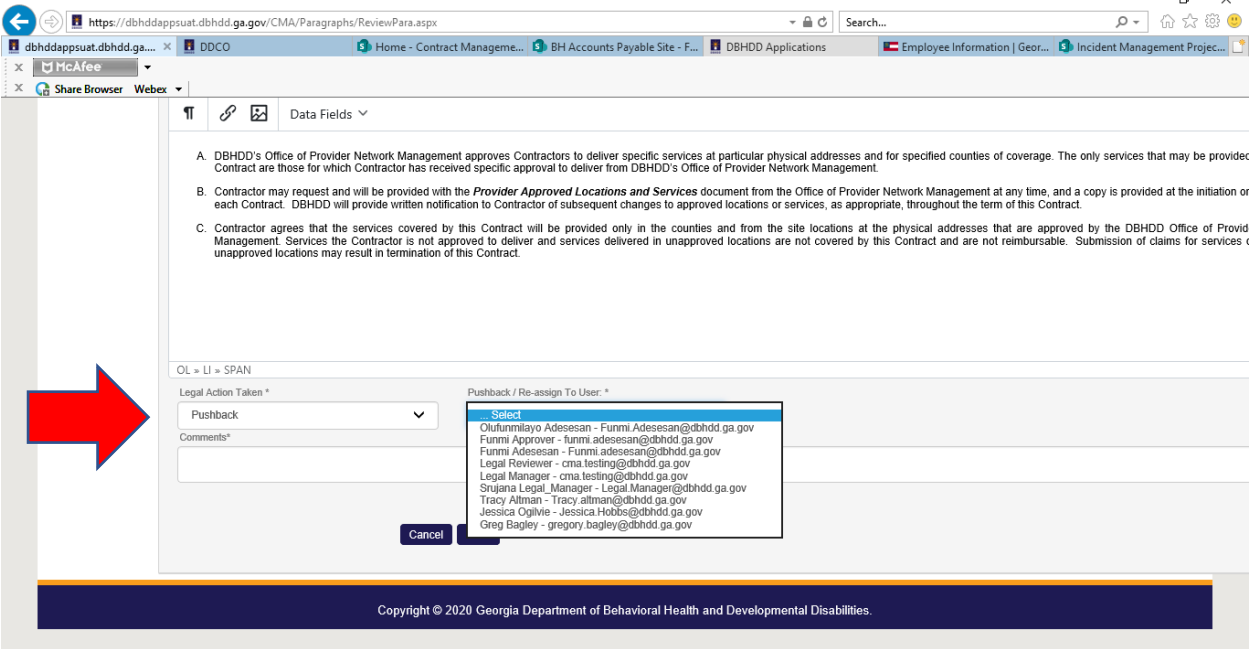 https://dbhddappsuat.dbhdd.ga.gov/CMA/Paragraphs/ReviewPara.aspx
Search...
dbhddappsuat.dbhdd.ga....
DDCO
Home - Contract Manageme...
BH Accounts Payable Site - F...
DBHDD Applications
Employee Information | Geor...
Incident Management Projec...
x McAfee
x Share Browser Webex
Data Fields
A. DBHDD's Office of Provider Network Management approves Contractors to deliver specific services at particular physical addresses and for specified counties of coverage. The only services that may be provided
Contract are those for which Contractor has received specific approval to deliver from DBHDD's Office of Provider Network Management.
B. Contractor may request and will be provided with the Provider Approved Locations and Services document from the Office of Provider Network Management at any time, and a copy is provided at the initiation or
each Contract. DBHDD will provide written notification to Contractor of subsequent changes to approved locations or services, as appropriate, throughout the term of this Contract.
C. Contractor agrees that the services covered by this Contract will be provided only in the counties and from the site locations at the physical addresses that are approved by the DBHDD Office of Provid
Management. Services the Contractor is not approved to deliver and services delivered in unapproved locations are not covered by this Contract and are not reimbursable. Submission of claims for services
unapproved locations may result in termination of this Contract.
OL » LI » SPAN
Legal Action Taken *
Pushback / Re-assign To User: *
Pushback
... Select
Olufunmilayo Adesesan - Funmi.Adesesan@dbhdd.ga.gov
Funmi Approver - funmi.adesesan@dbhdd.ga.gov
Funmi Adesesan - Funmi.adesesan@dbhdd.ga.gov
Legal Reviewer - cma.testing@dbhdd.ga.gov
Legal Manager - cma.testing@dbhdd.ga.gov
Srujana Legal_Manager - Legal.Manager@dbhdd.ga.gov
Tracy Altman - Tracy.altman@dbhdd.ga.gov
Jessica Ogilvie - Jessica.Hobbs@dbhdd.ga.gov
Greg Bagley - gregory.bagley@dbhdd.ga.gov
Comments*
Cancel
Copyright © 2020 Georgia Department of Behavioral Health and Developmental Disabilities.